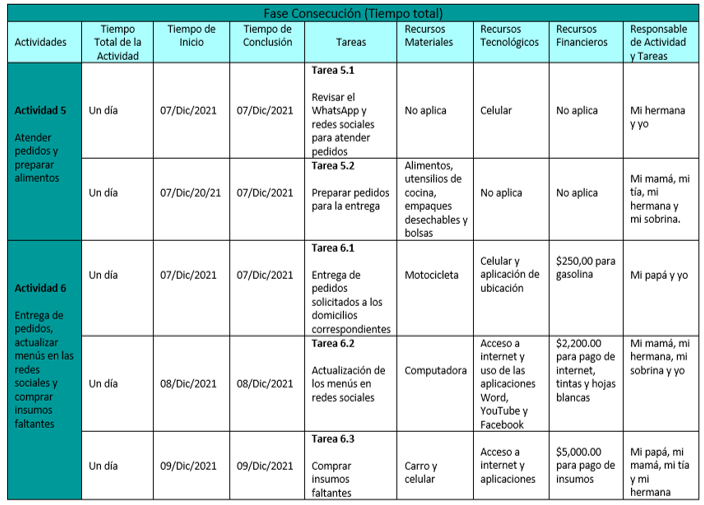 Fase Consecución (Tiempo total)
Actividades
Tiempo
Total de la
Actividad
Tiempo de
Inicio
Tiempo de
Conclusión
Tareas
Recursos
Materiales
Recursos
Tecnológicos
Recursos
Financieros
Responsable
de Actividad
y Tareas
Actividad 5
Atender
pedidos y
preparar
alimentos
Un día
07/Dic/2021
07/Dic/2021
Tarea 5.1
Revisar el
WhatsApp y
redes sociales
para atender
pedidos
No aplica
Celular
No aplica
Mi hermana
y yo
Un día
07/Dic/20/21
07/Dic/2021
Tarea 5.2
Preparar pedidos
para la entrega
Alimentos,
utensilios de
cocina,
empaques
desechables y
bolsas
No aplica
No aplica
Mi mamá, mi
tía, mi
hermana y
mi sobrina.
Actividad 6
Entrega de
pedidos,
actualizar
menús en las
redes
sociales y
comprar
insumos
faltantes
Un día
07/Dic/2021
07/Dic/2021
Tarea 6.1
Entrega de
pedidos
solicitados a los
domicilios
correspondientes
Motocicleta
Celular y
aplicación de
ubicación
$250,00 para
gasolina
Mi papá y yo
Un día
08/Dic/2021
08/Dic/2021
Tarea 6.2
Actualización de
los menús en
redes sociales
Computadora
Acceso a
internet y
uso de las
aplicaciones
Word,
YouTube y
Facebook
$2,200.00
para pago de
internet,
tintas y hojas
blancas
Mi mamá, mi
hermana, mi
sobrina y yo
Un día
09/Dic/2021
09/Dic/2021
Tarea 6.3
Comprar
insumos
faltantes
Carro y
celular
Acceso a
internet y
aplicaciones
$5,000.00
para pago de
insumos
Mi papá, mi
mamá, mi tía
y mi
hermana